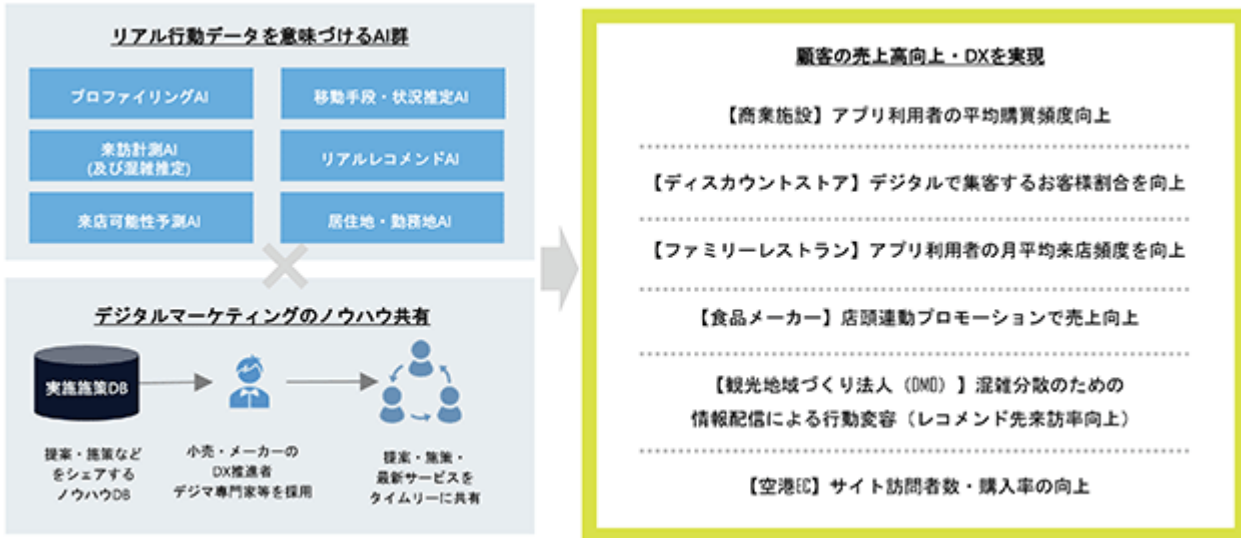 リアル行動データを意味づけるAI群
プロファイリングAI
移動手段・状況推定AI
来訪計測AI
(及び混雑推定)
リアルレコメンドAI
来店可能性予測AI
居住地・勤務地AI
デジタルマーケティングのノウハウ共有
実施施策DB
提案・施策など
をシェアする
ノウハウDB
小売・メーカーの
DX推進者
デジマ専門家等を採用
提案・施策・
最新サービスを
タイムリーに共有
顧客の売上高向上・DXを実現
【商業施設】アプリ利用者の平均購買頻度向上
【ディスカウントストア】デジタルで集客するお客様割合を向上
【ファミリーレストラン】アプリ利用者の月平均来店頻度を向上
【食品メーカー】店頭連動プロモーションで売上向上
【観光地域づくり法人（DMO）】混雑分散のための
情報配信による行動変容（レコメンド先来訪率向上）
【空港EC】サイト訪問者数・購入率の向上